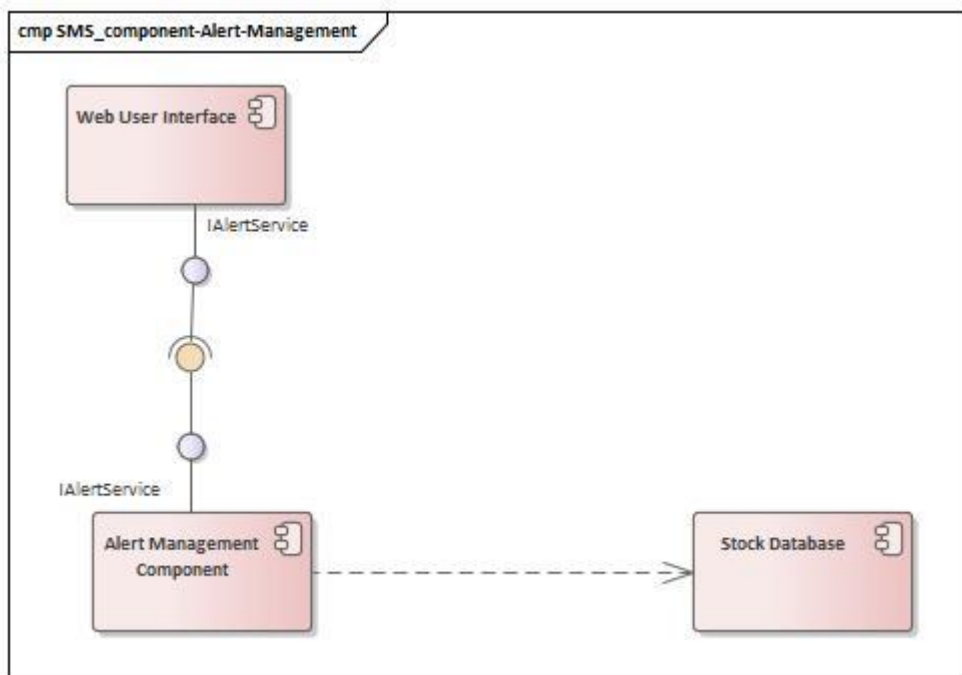 cmp SMS_component-Alert-Management
Web User Interface
IAlertService
IAlertService
Alert Management
Component
Stock Database